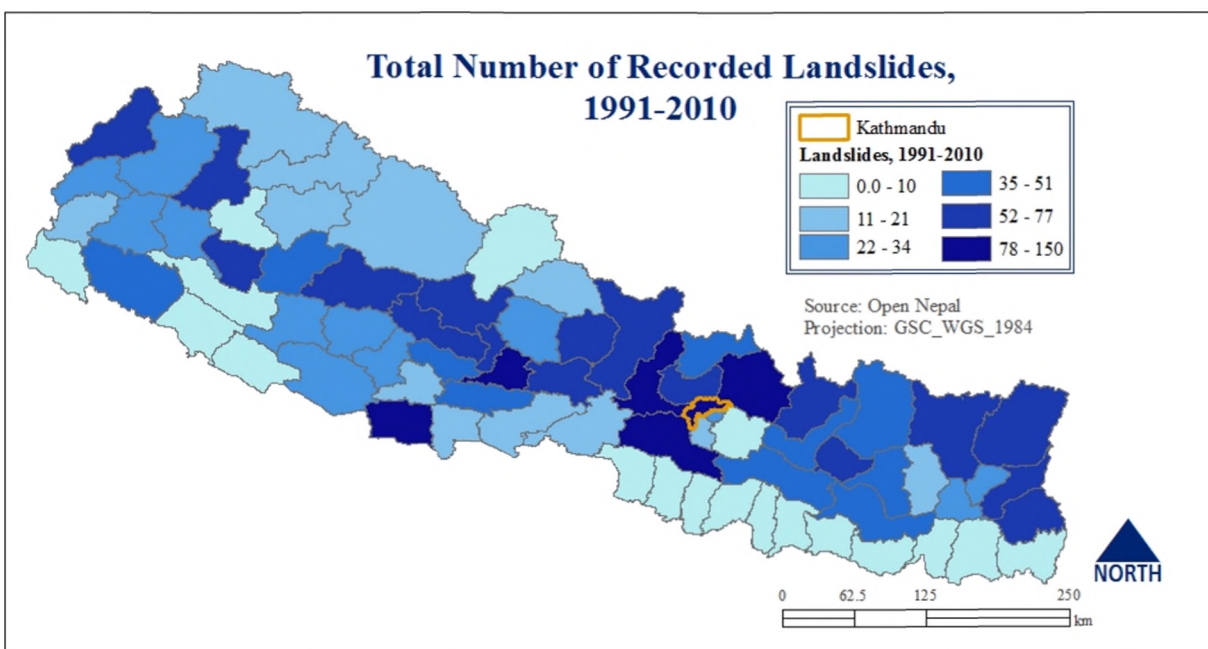 Total Number of Recorded Landslides,
1991-2010
Kathmandu
Landslides, 1991-2010
0.0 - 10
11 - 21
22 - 34
35 - 51
52 - 77
78 - 150
Source: Open Nepal
Projection: GSC_WGS_1984
NORTH
0 62.5 125 250
km